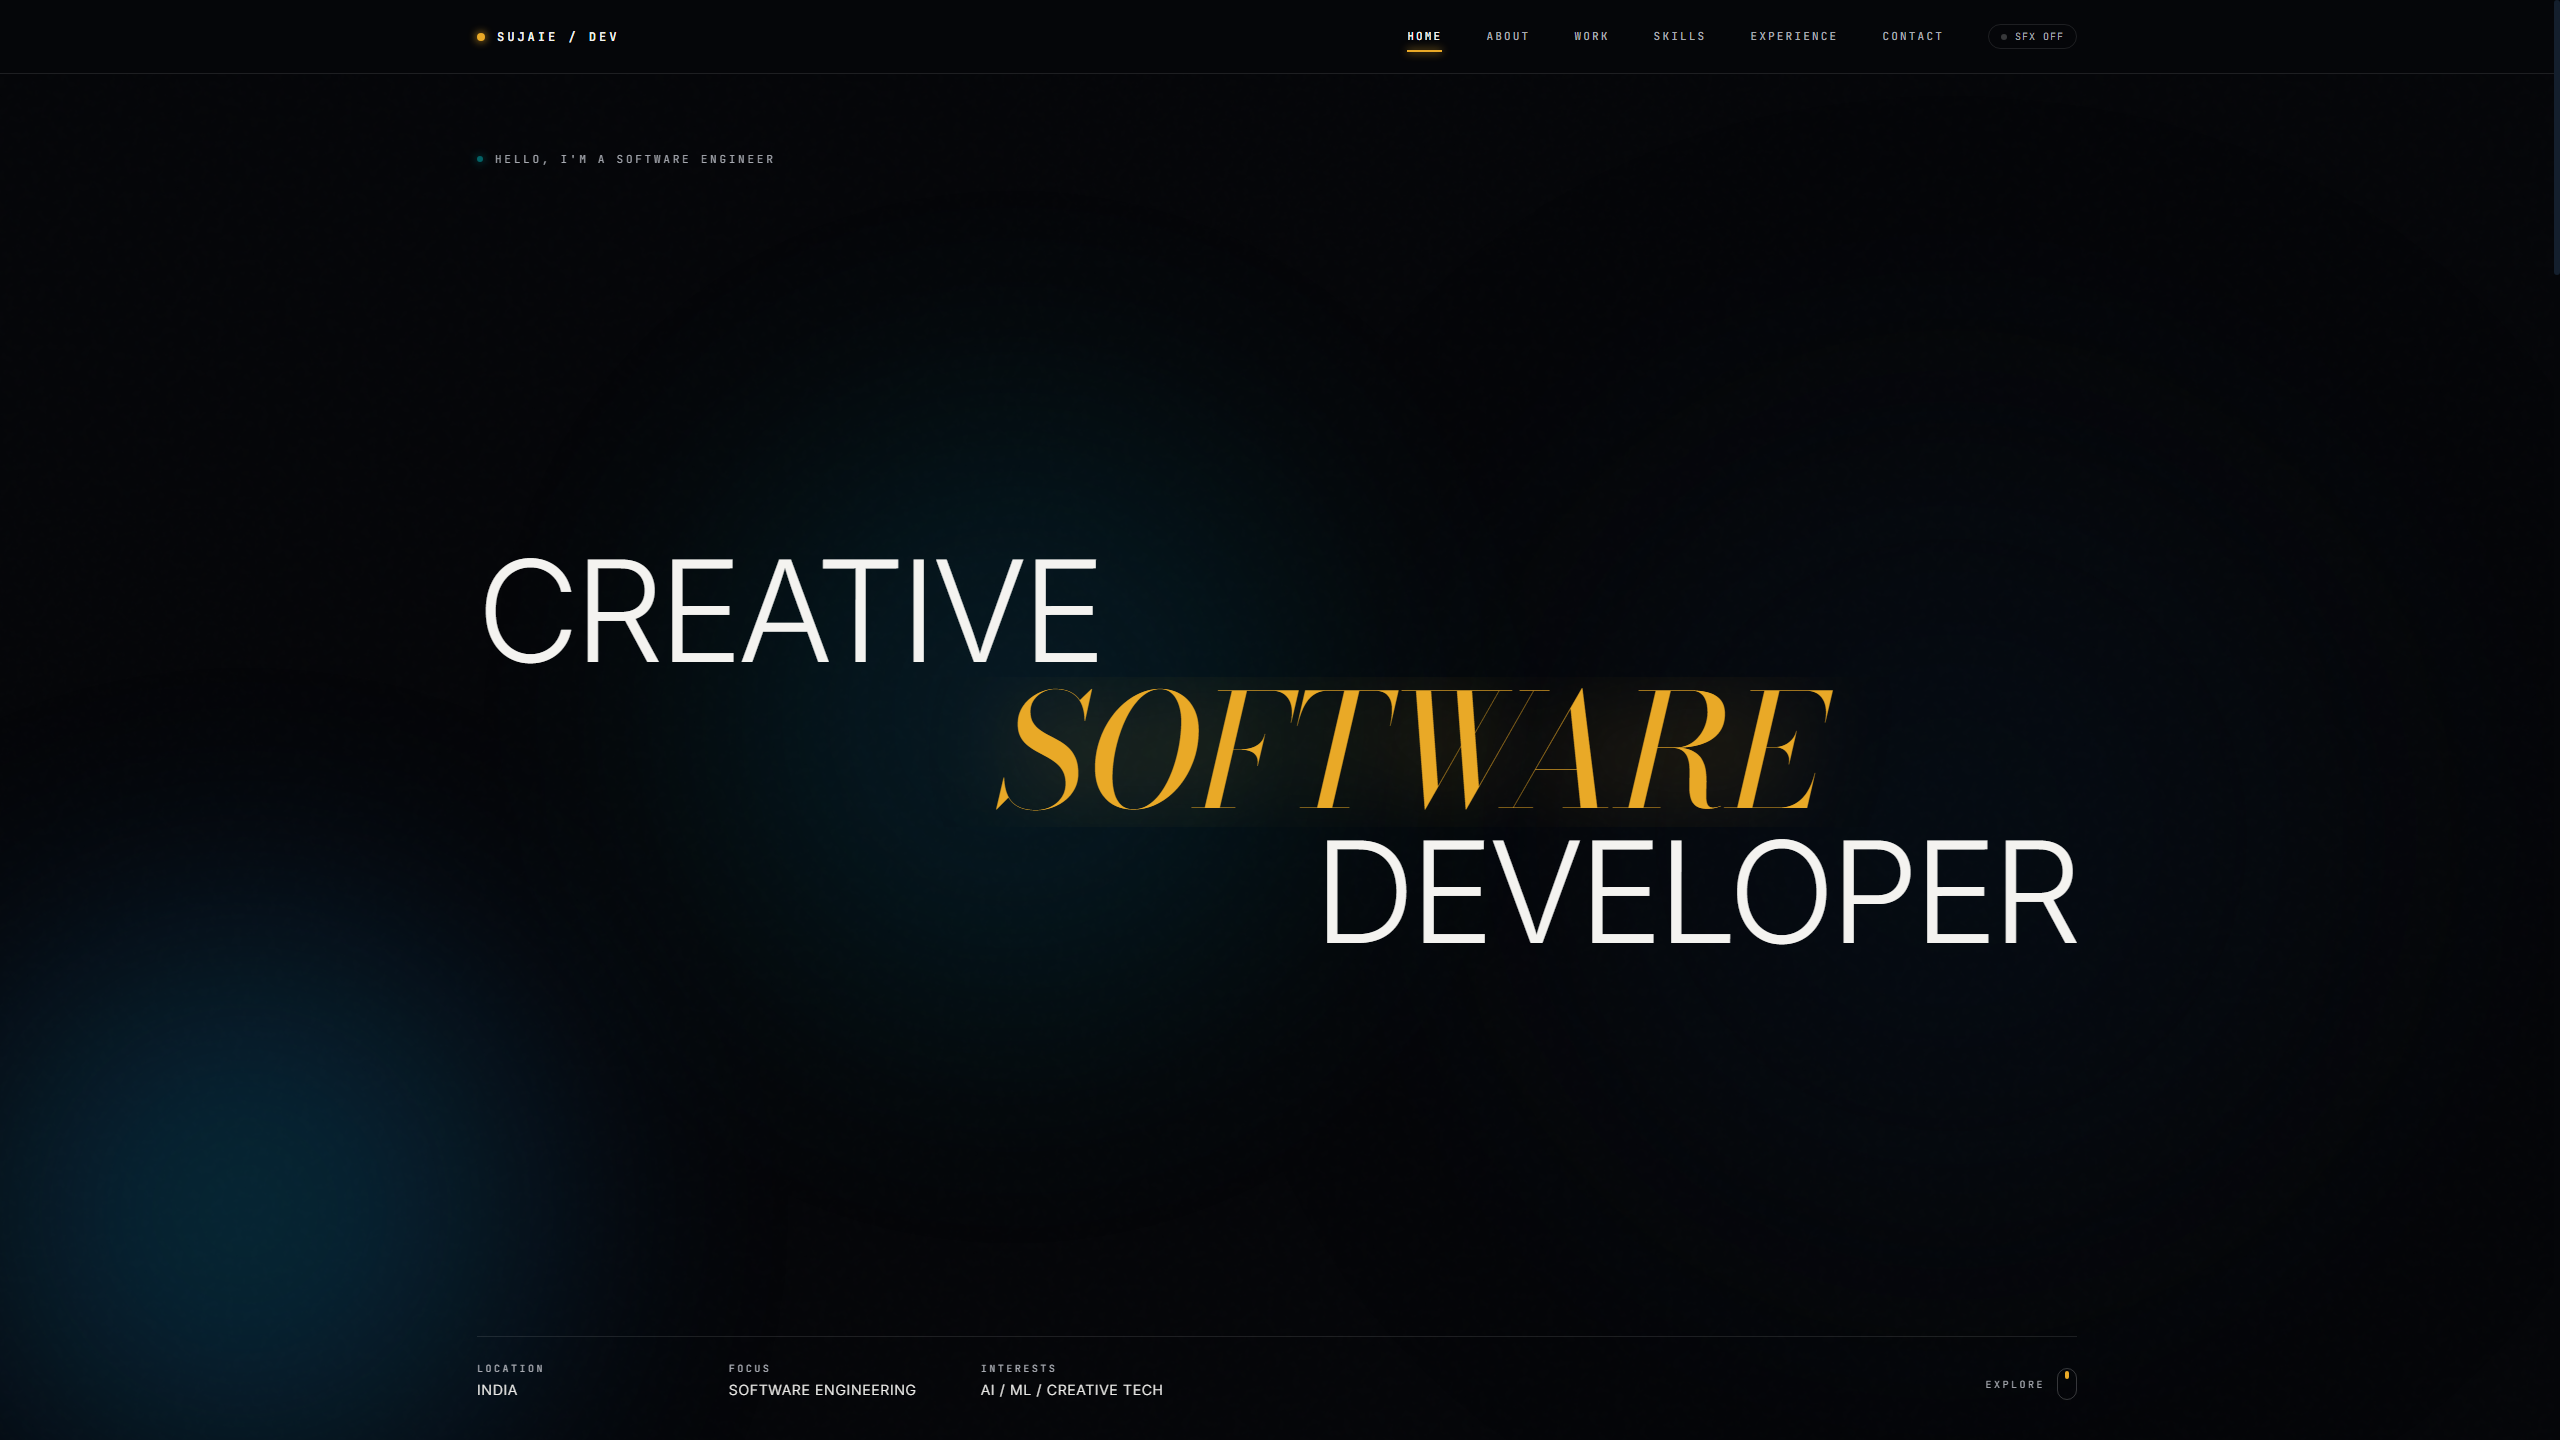 SUJAIE / DEV
HOME ABOUT WORK SKILLS EXPERIENCE CONTACT SFX OFF
HELLO, I'M A SOFTWARE ENGINEER
CREATIVE
SOFTWARE
DEVELOPER
LOCATION
INDIA
FOCUS
SOFTWARE ENGINEERING
INTERESTS
AI / ML / CREATIVE TECH
EXPLORE